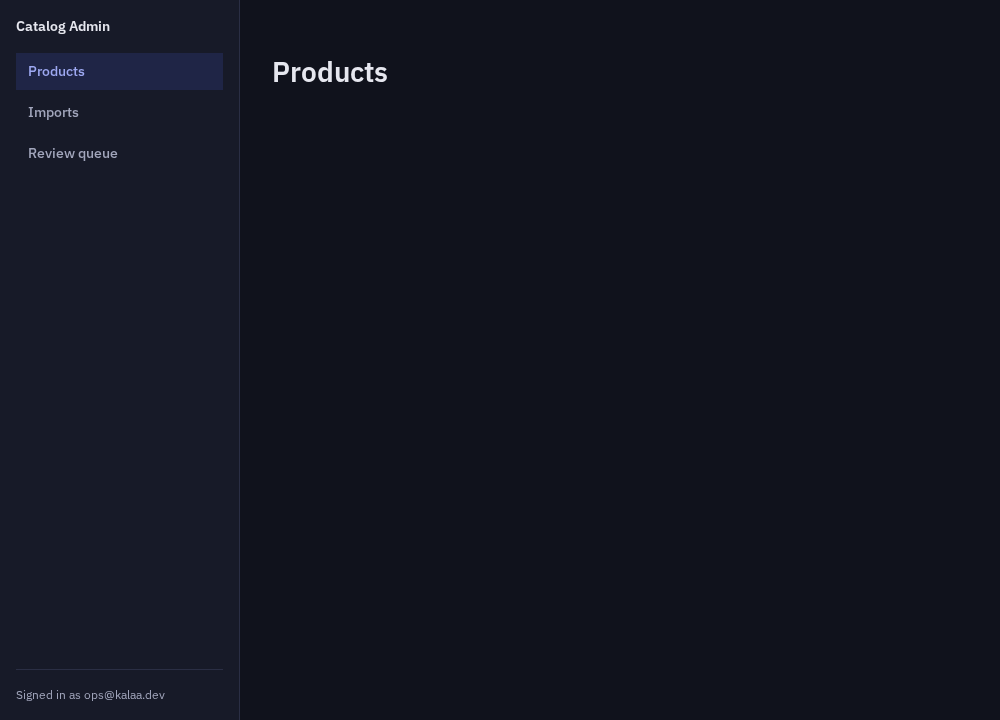 Catalog Admin
Products
Imports
Review queue
Products
Signed in as ops@kalaa.dev